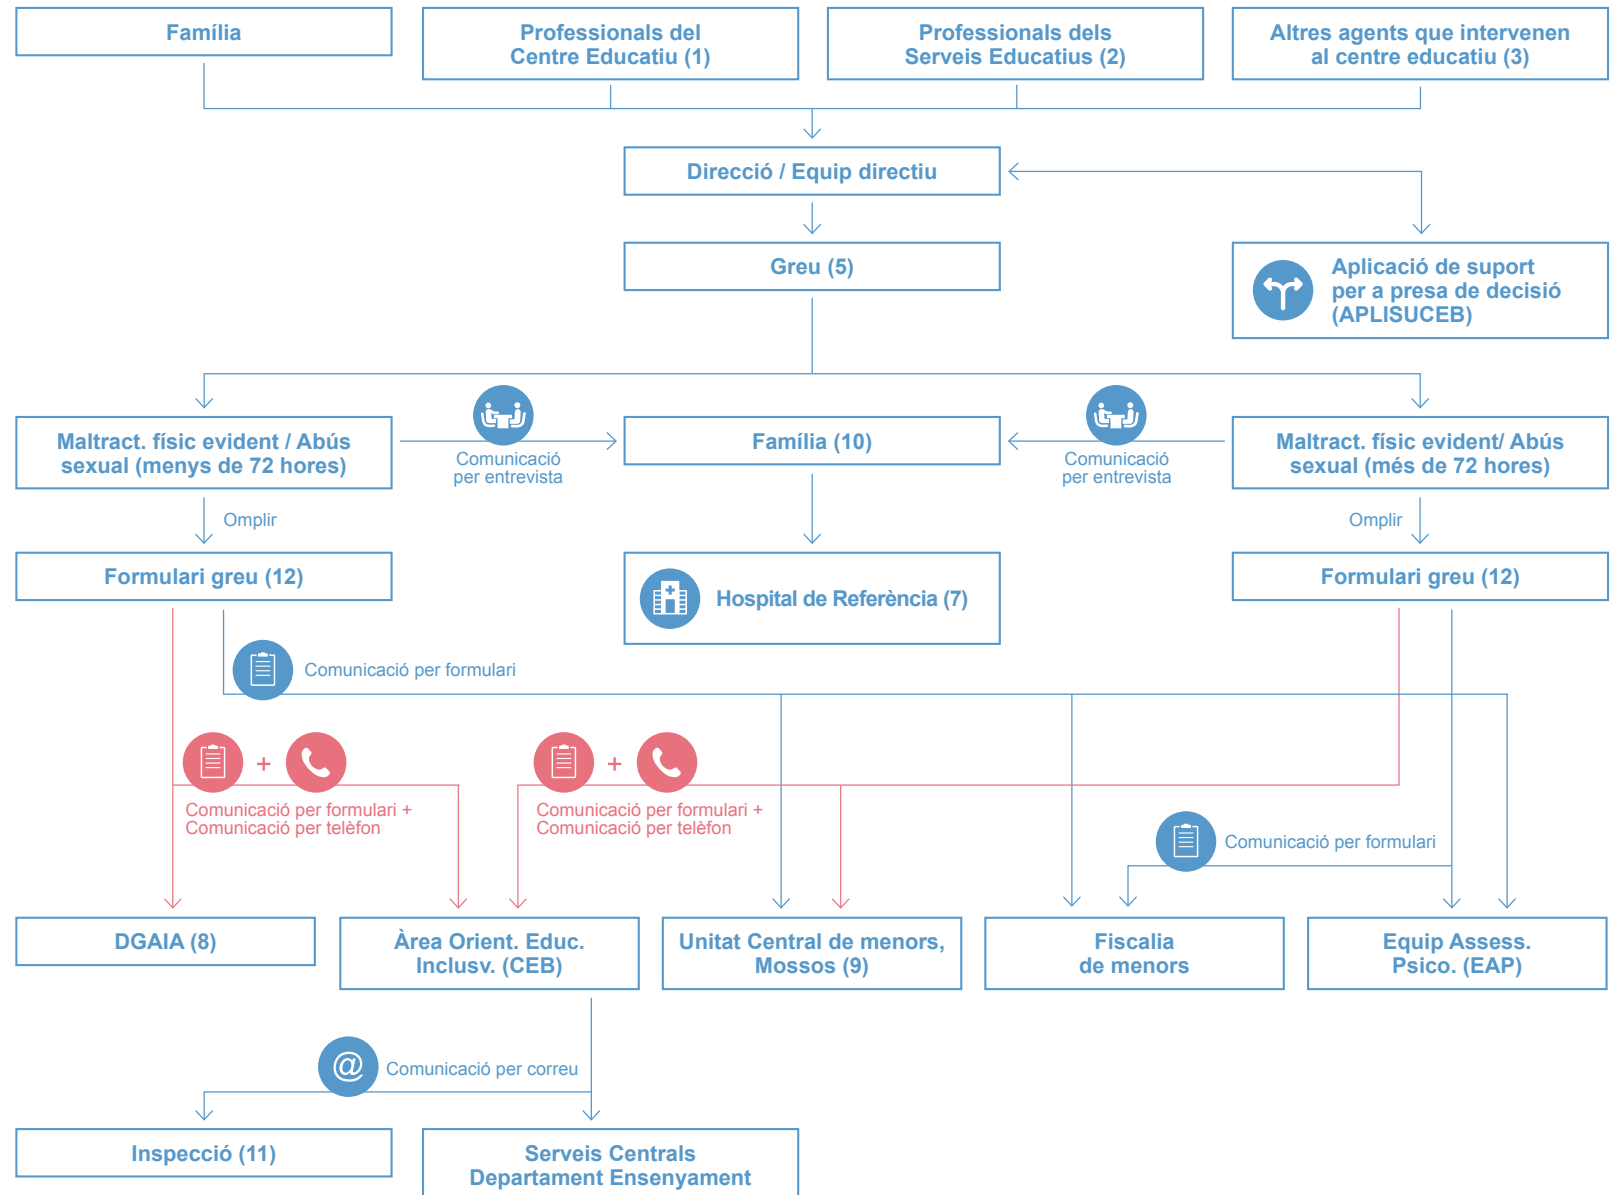 Família
Professionals del
Centre Educatiu (1)
Professionals dels
Serveis Educatius (2)
Altres agents que intervenen
al centre educatiu (3)
Direcció / Equip directiu
Greu (5)
Aplicació de suport
per a presa de decisió
(APLISUCEB)
Maltract. físic evident / Abús
sexual (menys de 72 hores)
Comunicació
per entrevista
Família (10)
Comunicació
per entrevista
Maltract. físic evident/ Abús
sexual (més de 72 hores)
Omplir
Omplir
Formulari greu (12)
Hospital de Referència (7)
Formulari greu (12)
Comunicació per formulari
+
Comunicació per formulari +
Comunicació per telèfon
+
Comunicació per formulari +
Comunicació per telèfon
Comunicació per formulari
DGAIA (8)
Àrea Orient. Educ.
Inclusv. (CEB)
Unitat Central de menors,
Mossos (9)
Fiscalia
de menors
Equip Assess.
Psico. (EAP)
@
Comunicació per correu
Inspecció (11)
Serveis Centrals
Departament Ensenyament